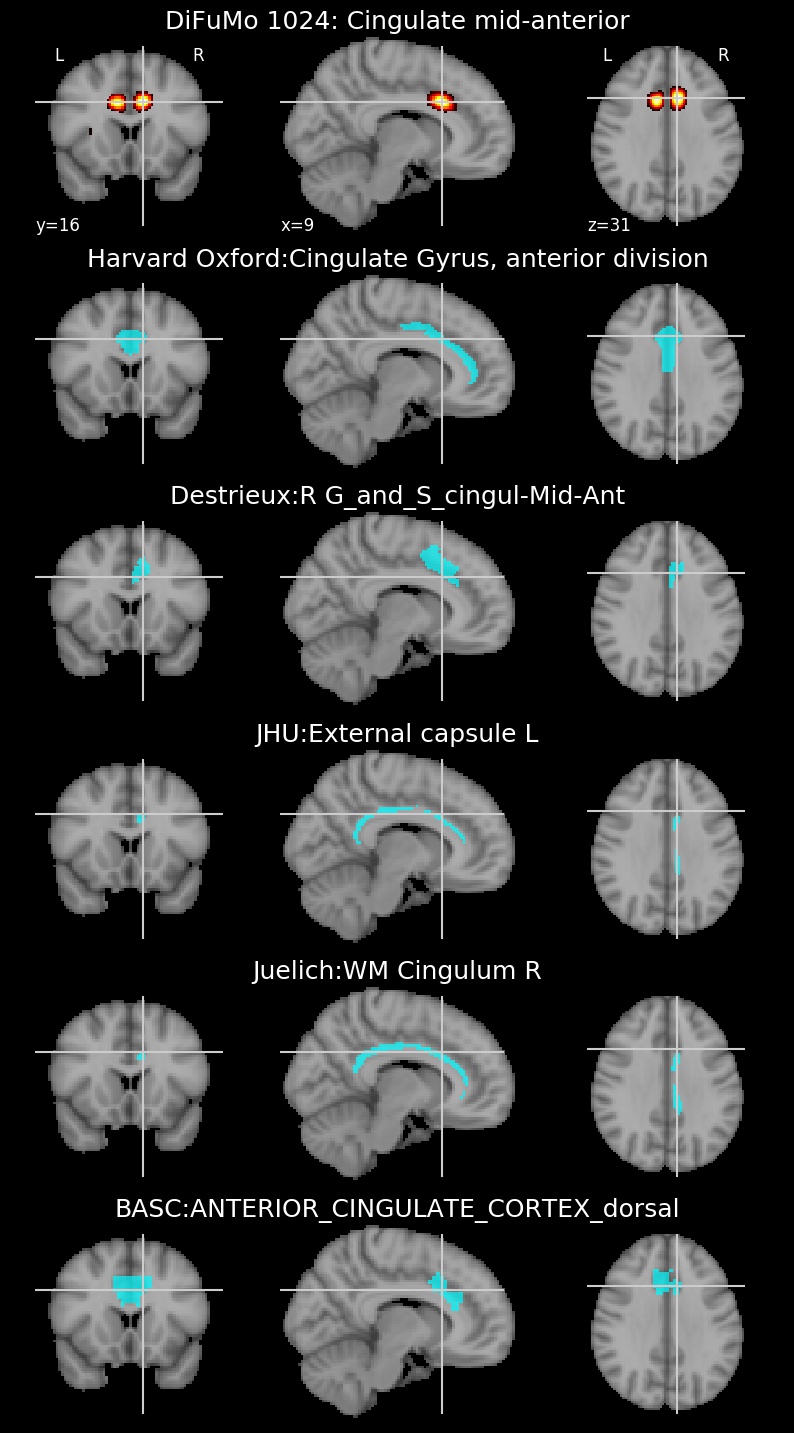 DiFuMo 1024: Cingulate mid-anterior
L R L R
y=16 x=9 z=31
Harvard Oxford:Cingulate Gyrus, anterior division
Destrieux:R G_and_S_cingul-Mid-Ant
JHU:External capsule L
Juelich:WM Cingulum R
BASC:ANTERIOR_CINGULATE_CORTEX_dorsal